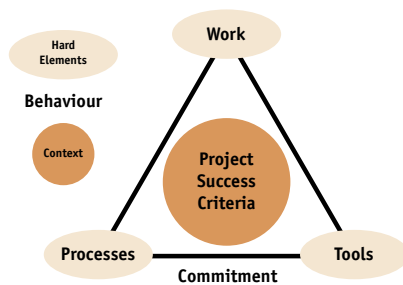 Work
Hard
Elements
Behaviour
Context
Project
Success
Criteria
Processes
Tools
Commitment